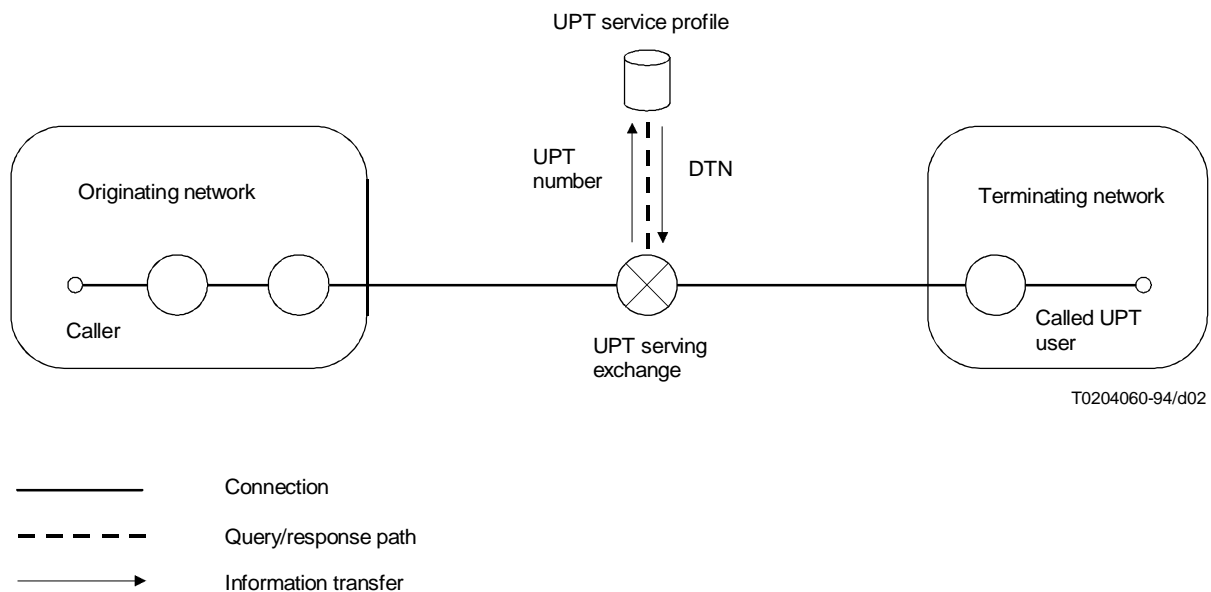 UPT service profile
UPT
number
DTN
Originating network
Terminating network
Caller
UPT serving
exchange
Called UPT
user
T0204060-94/d02
Connection
Query/response path
Information transfer